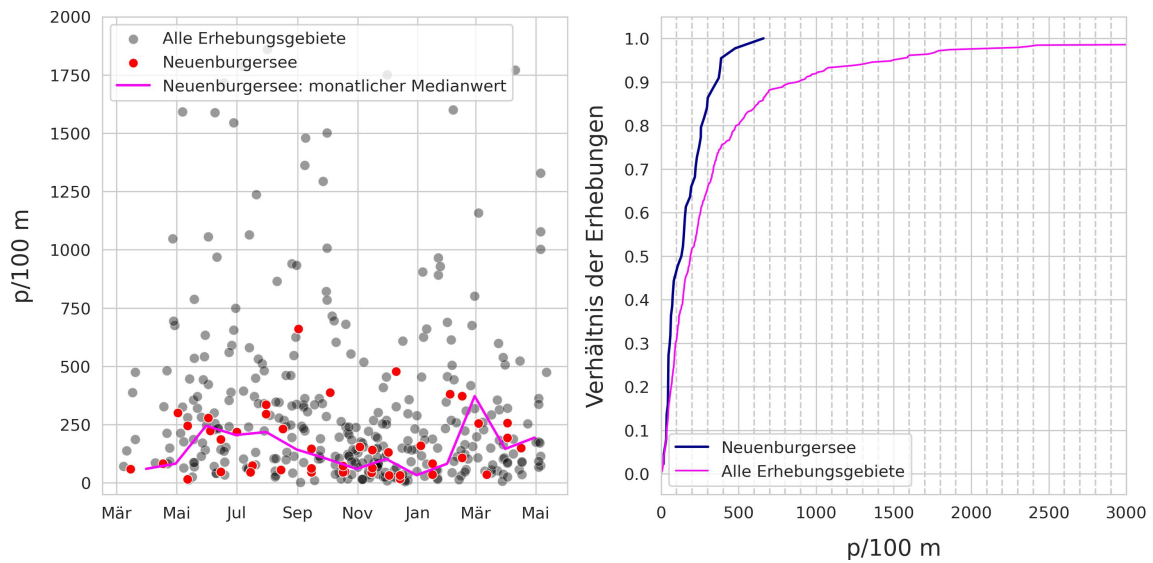 2000
1750
1500
1250
1000
750
500
250
0
p/100 m
Alle Erhebungsgebiete
Neuenburgersee
Neuenburgersee: monatlicher Medianwert
Mär
Mai
Jul
Sep
Nov
Jan
Mär
Mai
1.0
0.9
0.8
0.7
0.6
0.5
0.4
0.3
0.2
0.1
0.0
Verhältnis der Erhebungen
Neuenburgersee
Alle Erhebungsgebiete
0
500
1000
1500
2000
2500
3000
p/100 m